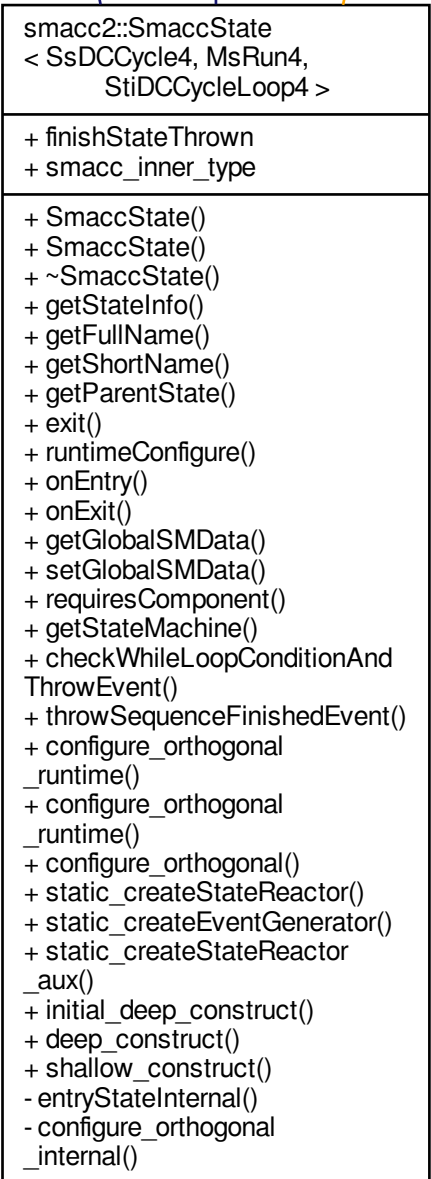 smacc2::SmaccState
< SsDCCycle4, MsRun4,
StiDCCycleLoop4 >
+ finishStateThrown
+ smacc_inner_type
+ SmaccState()
+ SmaccState()
+ ~SmaccState()
+ getStateInfo()
+ getFullName()
+ getShortName()
+ getParentState()
+ exit()
+ runtimeConfigure()
+ onEntry()
+ onExit()
+ getGlobalSMData()
+ setGlobalSMData()
+ requiresComponent()
+ getStateMachine()
+ checkWhileLoopConditionAnd
ThrowEvent()
+ throwSequenceFinishedEvent()
+ configure_orthogonal
_runtime()
+ configure_orthogonal
_runtime()
+ configure_orthogonal()
+ static_createStateReactor()
+ static_createEventGenerator()
+ static_createStateReactor
_aux()
+ initial_deep_construct()
+ deep_construct()
+ shallow_construct()
- entryStateInternal()
- configure_orthogonal
_internal()